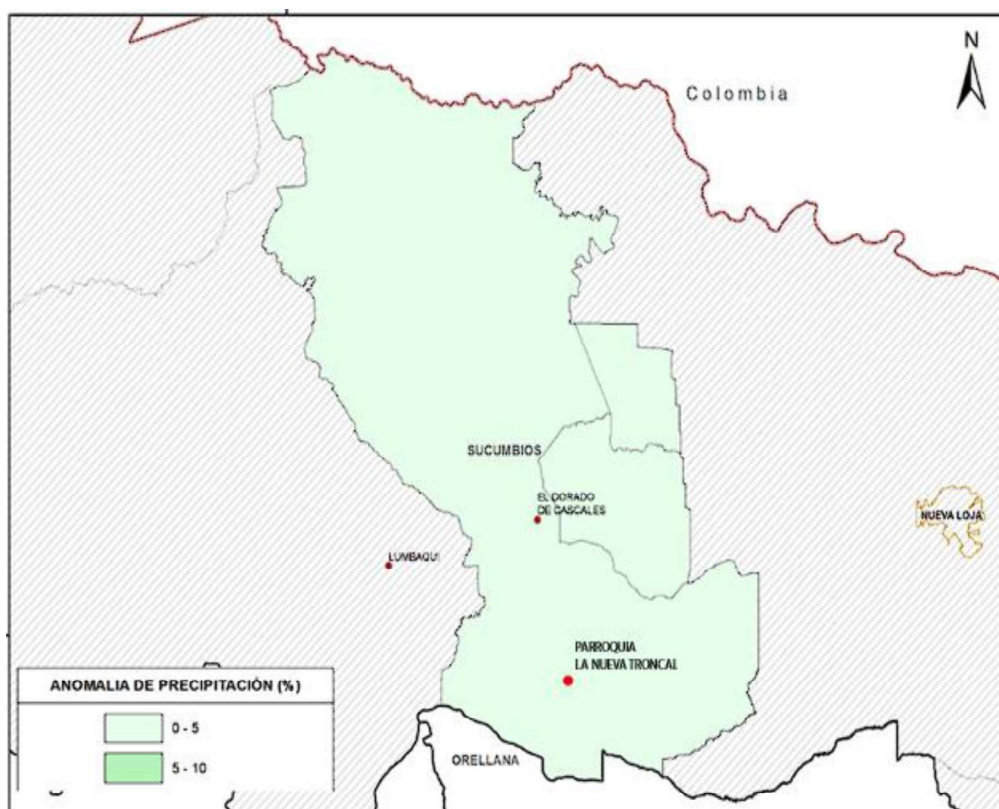 N
Colombia
SUCUMBIOS
EL DORADO
DE CASCALES
NUEVA LOJA
LUMBAQUI
PARROQUIA
LA NUEVA TRONCAL
ANOMALIA DE PRECIPITACIÓN (%)
0 - 5
5 - 10
ORELLANA